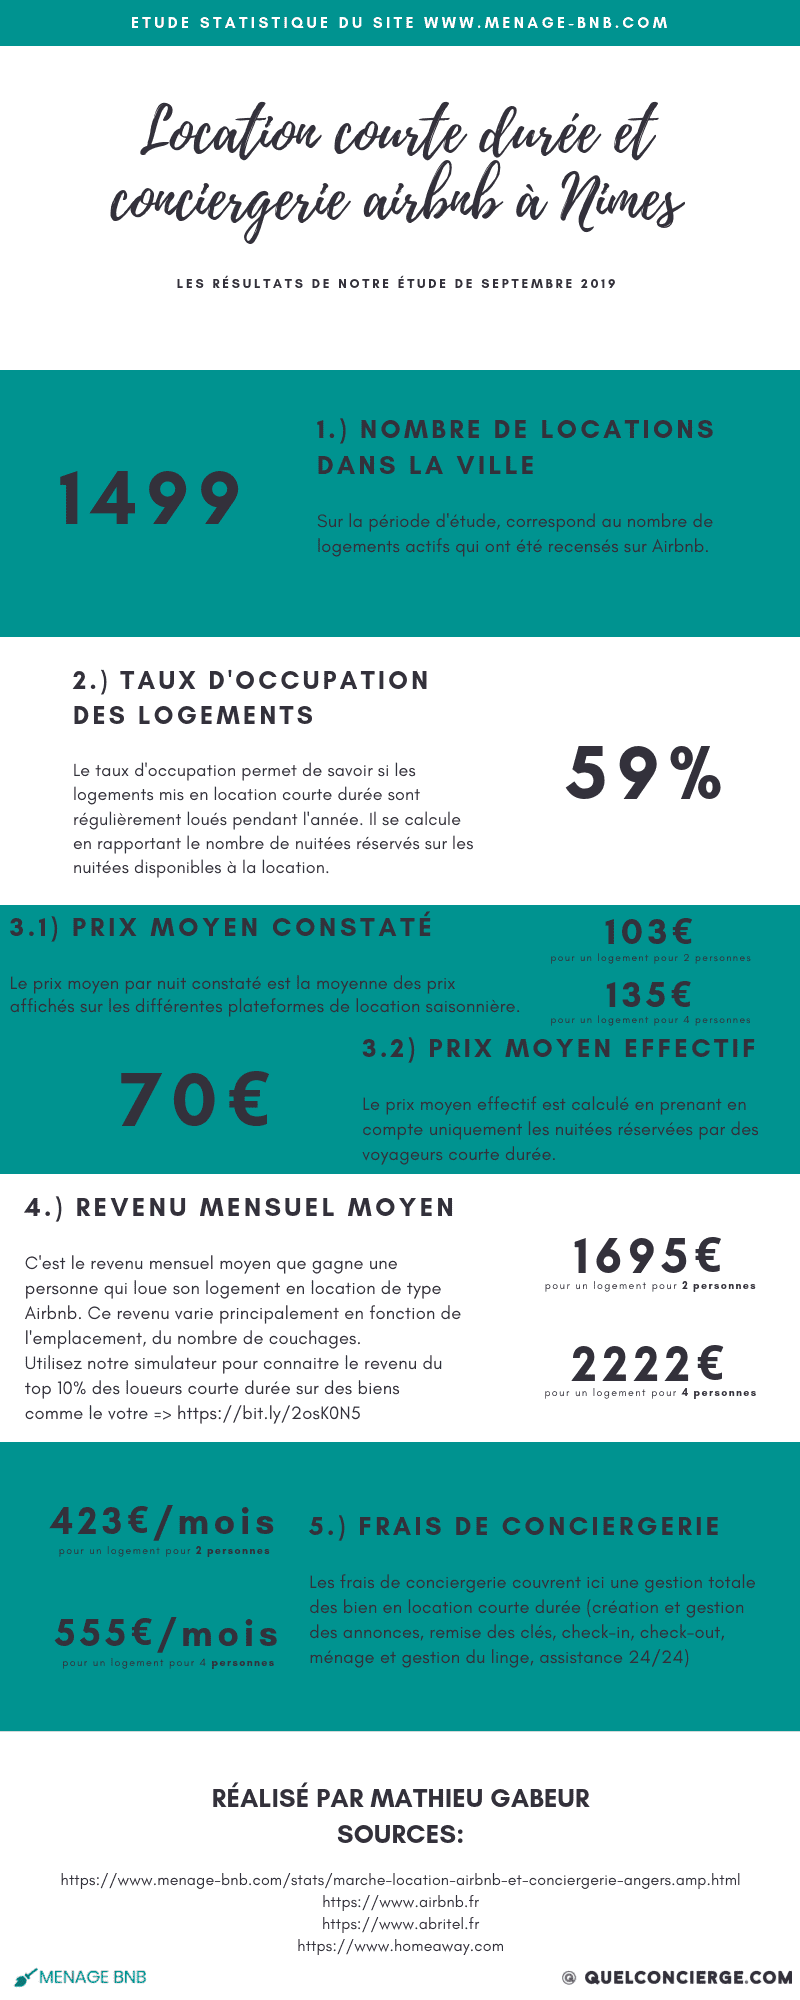 ETUDE STATISTIQUE DU SITE WWW.MENAGE-BNB.COM
Location courte durée et
conciergerie airbnb à Nimes
LES RÉSULTATS DE NOTRE ÉTUDE DE SEPTEMBRE 2019
1499
1.) NOMBRE DE LOCATIONS
DANS LA VILLE
Sur la période d'étude, correspond au nombre de
logements actifs qui ont été recensés sur Airbnb.
2.) TAUX D'OCCUPATION
DES LOGEMENTS
Le taux d'occupation permet de savoir si les
logements mis en location courte durée sont
régulièrement loués pendant l'année. Il se calcule
en rapportant le nombre de nuitées réservés sur les
nuitées disponibles à la location.
59%
3.1) PRIX MOYEN CONSTATÉ
Le prix moyen par nuit constaté est la moyenne des prix
affichés sur les différentes plateformes de location saisonnière.
103€
pour un logement pour 2 personnes
135€
pour un logement pour 4 personnes
70€
3.2) PRIX MOYEN EFFECTIF
Le prix moyen effectif est calculé en prenant en
compte uniquement les nuitées réservées par des
voyageurs courte durée.
4.) REVENU MENSUEL MOYEN
C'est le revenu mensuel moyen que gagne une
personne qui loue son logement en location de type
Airbnb. Ce revenu varie principalement en fonction de
l'emplacement, du nombre de couchages.
Utilisez notre simulateur pour connaitre le revenu du
top 10% des loueurs courte durée sur des biens
comme le votre => https://bit.ly/2osK0N5
1695€
pour un logement pour 2 personnes
2222€
pour un logement pour 4 personnes
423€/mois
pour un logement pour 2 personnes
555€/mois
pour un logement pour 4 personnes
5.) FRAIS DE CONCIERGERIE
Les frais de conciergerie couvrent ici une gestion totale
des bien en location courte durée (création et gestion
des annonces, remise des clés, check-in, check-out,
ménage et gestion du linge, assistance 24/24)
RÉALISÉ PAR MATHIEU GABEUR
SOURCES:
https://www.menage-bnb.com/stats/marche-location-airbnb-et-conciergerie-angers.amp.html
https://www.airbnb.fr
https://www.abritel.fr
https://www.homeaway.com
MENAGE BNB
@ QUELCONCIERGE.COM